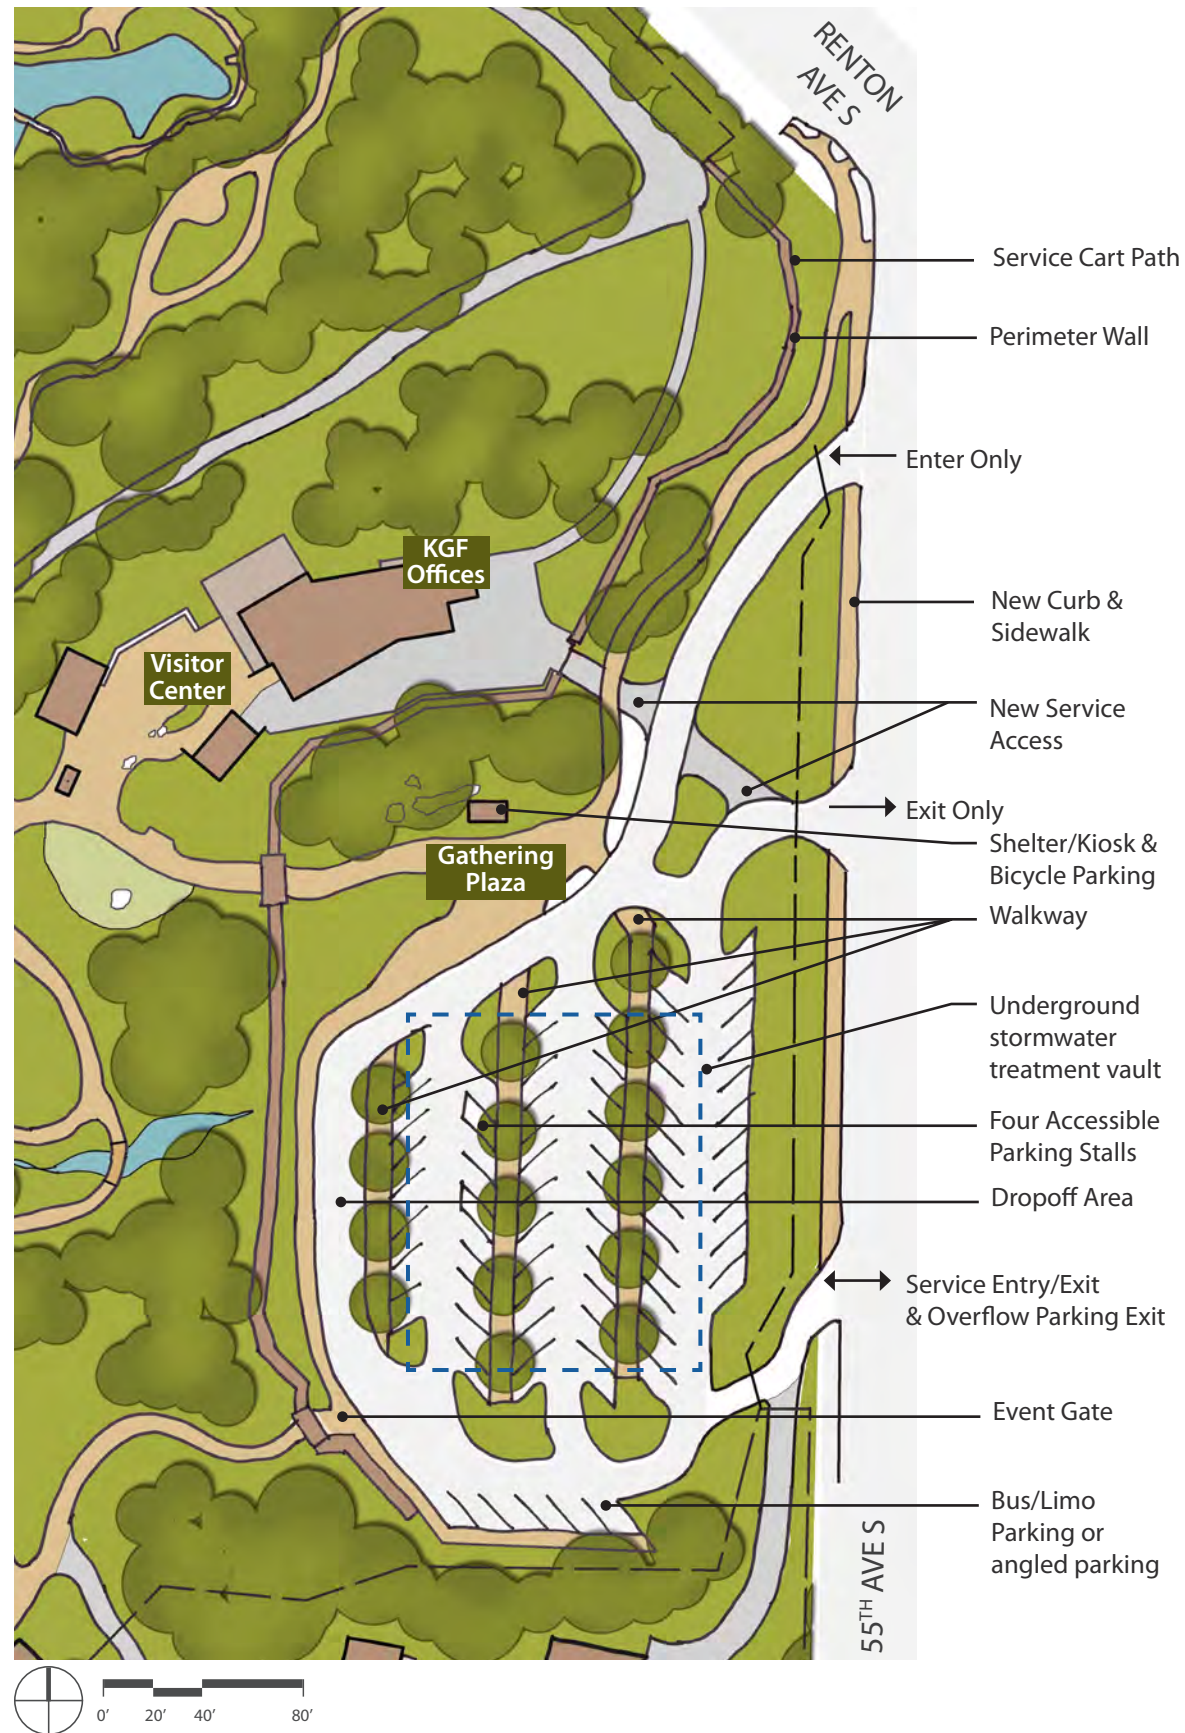 RENTON
AVE S
Service Cart Path
Perimeter Wall
Enter Only
KGF
Offices
New Curb &
Sidewalk
Visitor
Center
New Service
Access
Exit Only
Shelter/Kiosk &
Bicycle Parking
Gathering
Plaza
Walkway
Underground
stormwater
treatment vault
Four Accessible
Parking Stalls
Dropoff Area
Service Entry/Exit
& Overflow Parking Exit
Event Gate
Bus/Limo
Parking or
angled parking
55TH AVE S
0' 20' 40' 80'